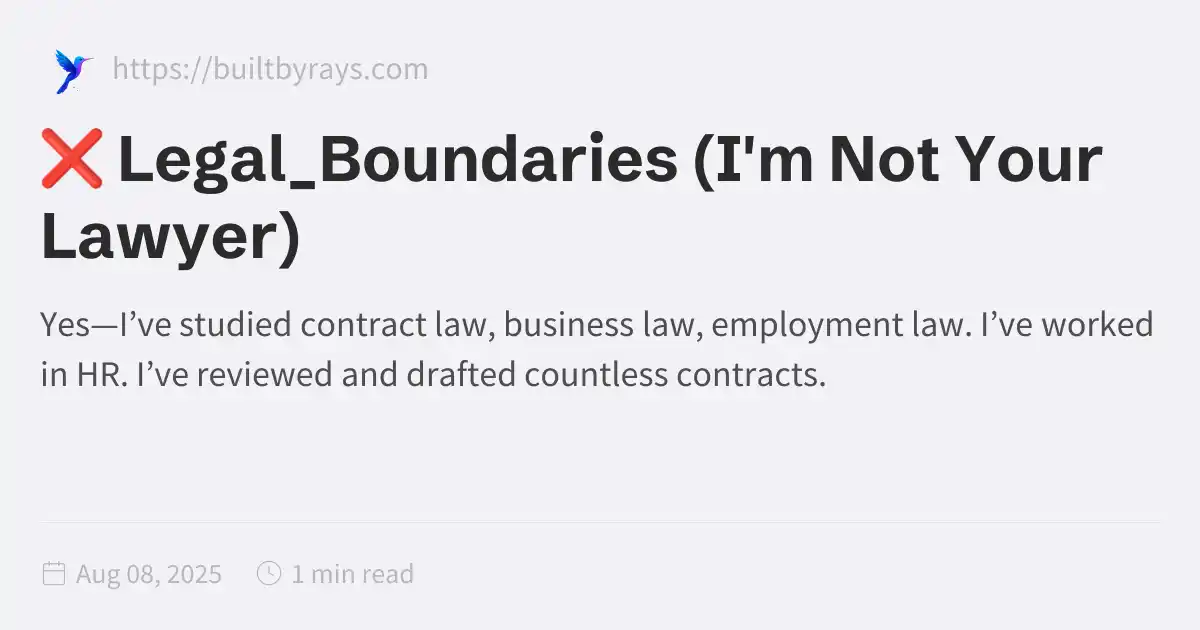 https://builtbyrays.com
❌ Legal_Boundaries (I'm Not Your
Lawyer)
Yes—I’ve studied contract law, business law, employment law. I’ve worked
in HR. I’ve reviewed and drafted countless contracts.
Aug 08, 2025 1 min read